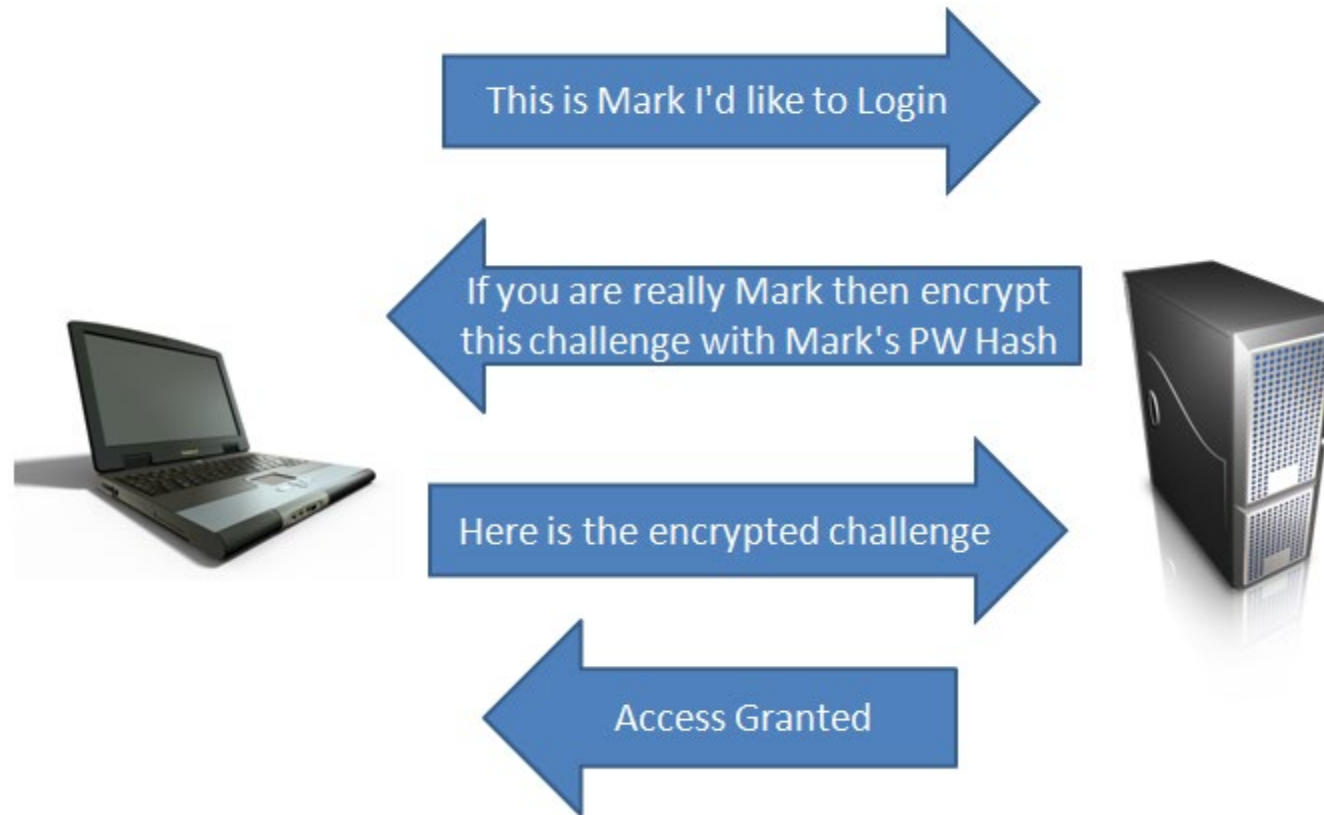 This is Mark I'd like to Login
If you are really Mark then encrypt
this challenge with Mark's PW Hash
Here is the encrypted challenge
Access Granted